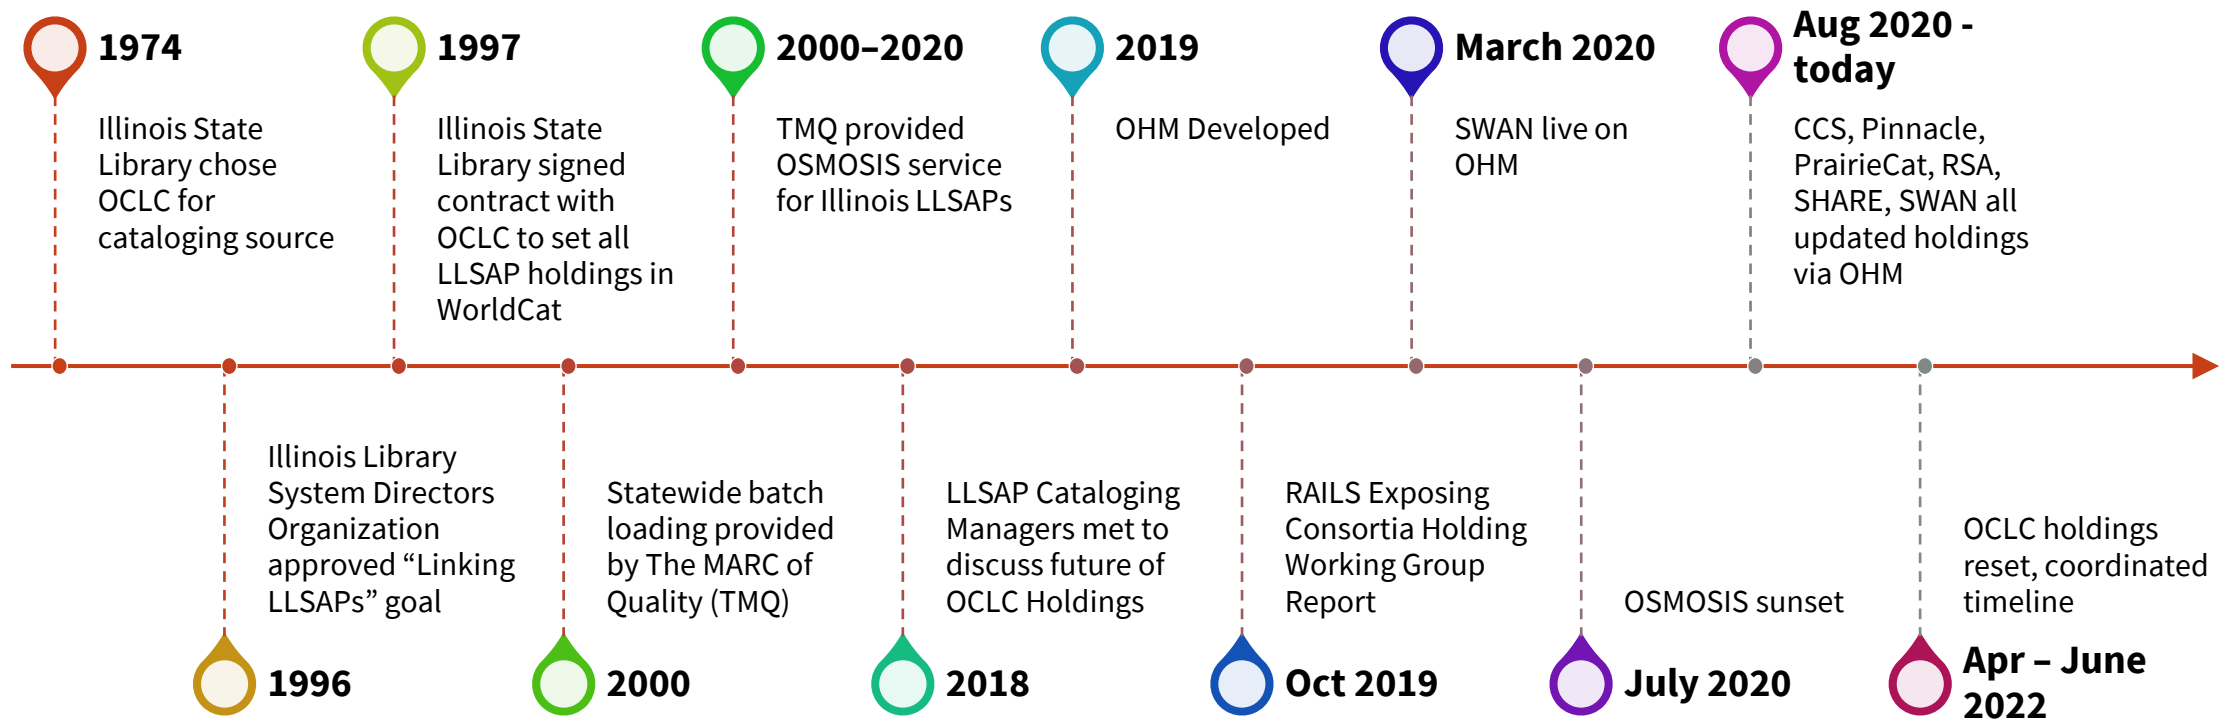 1974
Illinois State
Library chose
OCLC for
cataloging source
1996
Illinois Library
System Directors
Organization
approved “Linking
LLSAPs” goal
1997
Illinois State
Library signed
contract with
OCLC to set all
LLSAP holdings in
WorldCat
2000
Statewide batch
loading provided
by The MARC of
Quality (TMQ)
2000–2020
TMQ provided
OSMOSIS service
for Illinois LLSAPs
2018
LLSAP Cataloging
Managers met to
discuss future of
OCLC Holdings
2019
OHM Developed
Oct 2019
RAILS Exposing
Consortia Holding
Working Group
Report
March 2020
SWAN live on
OHM
July 2020
OSMOSIS sunset
Aug 2020 -
today
CCS, Pinnacle,
PrairieCat, RSA,
SHARE, SWAN all
updated holdings
via OHM
Apr – June
2022
OCLC holdings
reset, coordinated
timeline